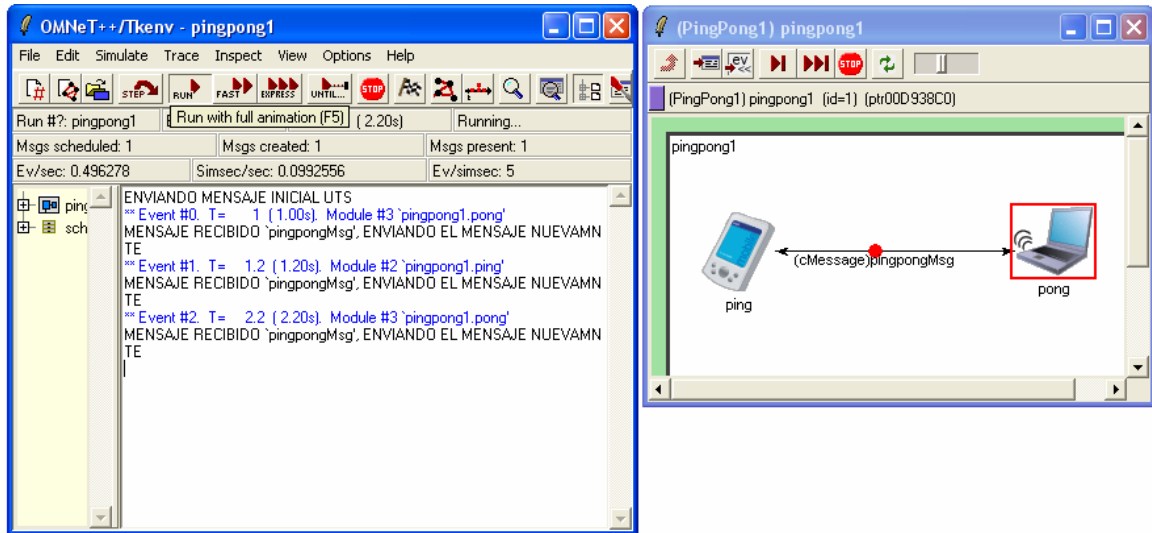 OMNeT++/Tkenv - pingpong1
File Edit Simulate Trace Inspect View Options Help
STEP RUN FAST EXPRESS UNTIL... STOP
Run #?: pingpong1 Run with full animation (F5) (2.20s) Running...
Msgs scheduled: 1 Msgs created: 1 Msgs present: 1
Ev/sec: 0.496278 Simsec/sec: 0.0992556 Ev/simsec: 5
ping
sch
ENVIANDO MENSAJE INICIAL UTS
** Event #0. T= 1 ( 1.00s). Module #3 `pingpong1.pong'
MENSAJE RECIBIDO `pingpongMsg', ENVIANDO EL MENSAJE NUEVAMN
TE
** Event #1. T= 1.2 ( 1.20s). Module #2 `pingpong1.ping'
MENSAJE RECIBIDO `pingpongMsg', ENVIANDO EL MENSAJE NUEVAMN
TE
** Event #2. T= 2.2 ( 2.20s). Module #3 `pingpong1.pong'
MENSAJE RECIBIDO `pingpongMsg', ENVIANDO EL MENSAJE NUEVAMN
TE
(PingPong1) pingpong1
ev STOP
(PingPong1) pingpong1 (id=1) (ptr00D938C0)
pingpong1
(cMessage)pingpongMsg
ping
pong